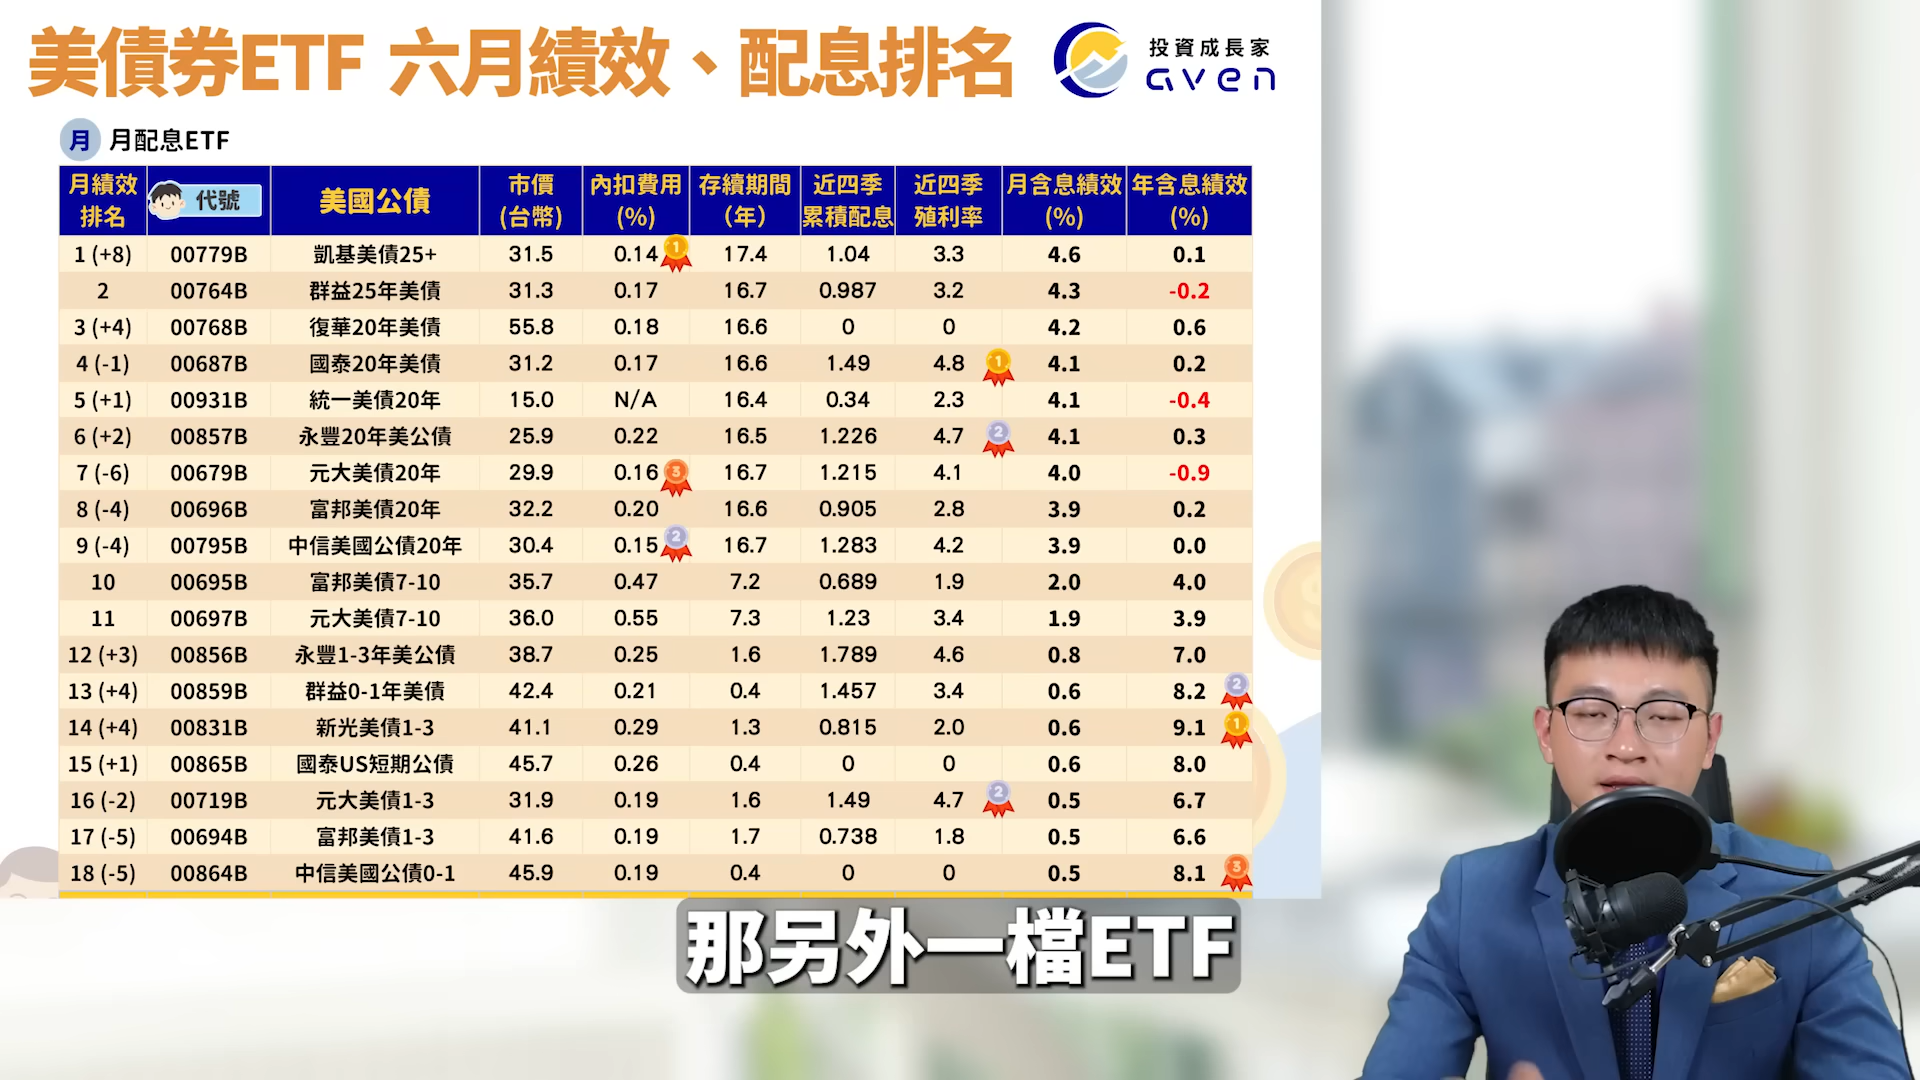 美債券ETF 六月績效、配息排名
投資成長家
aven
月 月配息ETF
月績效排名 代號 美國公債 市價(台幣) 內扣費用(%) 存續期間(年) 近四季累積配息 近四季殖利率 月含息績效(%) 年含息績效(%)
1 (+8) 00779B 凱基美債25+ 31.5 0.14 1 17.4 1.04 3.3 4.6 0.1
2 00764B 群益25年美債 31.3 0.17 16.7 0.987 3.2 4.3 -0.2
3 (+4) 00768B 復華20年美債 55.8 0.18 16.6 0 0 4.2 0.6
4 (-1) 00687B 國泰20年美債 31.2 0.17 16.6 1.49 4.8 1 4.1 0.2
5 (+1) 00931B 統一美債20年 15.0 N/A 16.4 0.34 2.3 4.1 -0.4
6 (+2) 00857B 永豐20年美公債 25.9 0.22 16.5 1.226 4.7 2 4.1 0.3
7 (-6) 00679B 元大美債20年 29.9 0.16 3 16.7 1.215 4.1 4.0 -0.9
8 (-4) 00696B 富邦美債20年 32.2 0.20 16.6 0.905 2.8 3.9 0.2
9 (-4) 00795B 中信美國公債20年 30.4 0.15 2 16.7 1.283 4.2 3.9 0.0
10 00695B 富邦美債7-10 35.7 0.47 7.2 0.689 1.9 2.0 4.0
11 00697B 元大美債7-10 36.0 0.55 7.3 1.23 3.4 1.9 3.9
12 (+3) 00856B 永豐1-3年美公債 38.7 0.25 1.6 1.789 4.6 0.8 7.0
13 (+4) 00859B 群益0-1年美債 42.4 0.21 0.4 1.457 3.4 0.6 8.2 2
14 (+4) 00831B 新光美債1-3 41.1 0.29 1.3 0.815 2.0 0.6 9.1 1
15 (+1) 00865B 國泰US短期公債 45.7 0.26 0.4 0 0 0.6 8.0
16 (-2) 00719B 元大美債1-3 31.9 0.19 1.6 1.49 4.7 2 0.5 6.7
17 (-5) 00694B 富邦美債1-3 41.6 0.19 1.7 0.738 1.8 0.5 6.6
18 (-5) 00864B 中信美國公債0-1 45.9 0.19 0.4 0 0 0.5 8.1 3
那另外一檔ETF